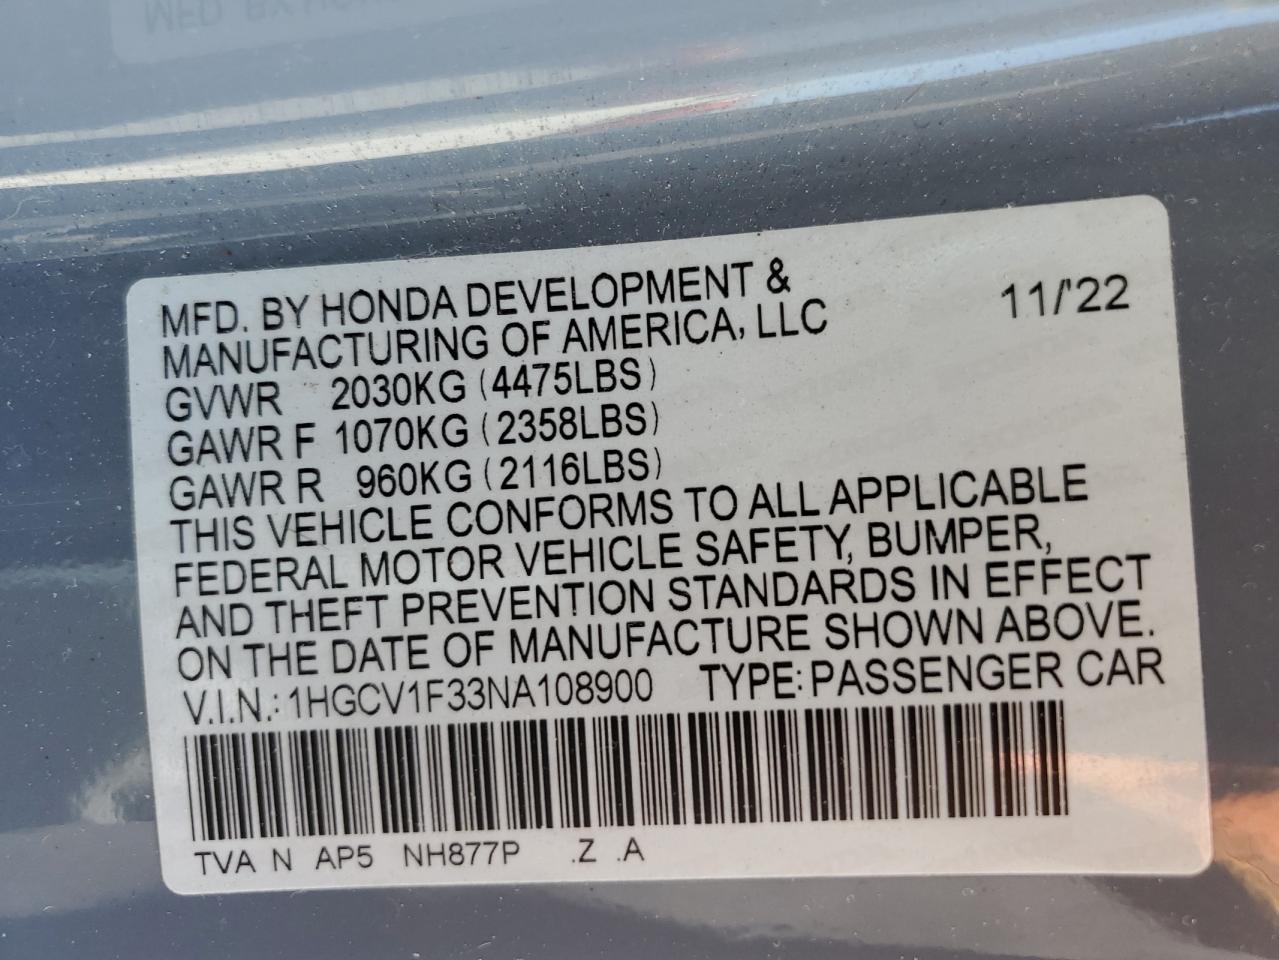 MFD. BY HONDA DEVELOPMENT & 11/'22
MANUFACTURING OF AMERICA, LLC
GVWR 2030KG (4475LBS)
GAWR F 1070KG (2358LBS)
GAWR R 960KG (2116LBS)
THIS VEHICLE CONFORMS TO ALL APPLICABLE
FEDERAL MOTOR VEHICLE SAFETY, BUMPER,
AND THEFT PREVENTION STANDARDS IN EFFECT
ON THE DATE OF MANUFACTURE SHOWN ABOVE.
V.I.N.: 1HGCV1F33NA108900 TYPE: PASSENGER CAR
TVA N AP5 NH877P .Z .A